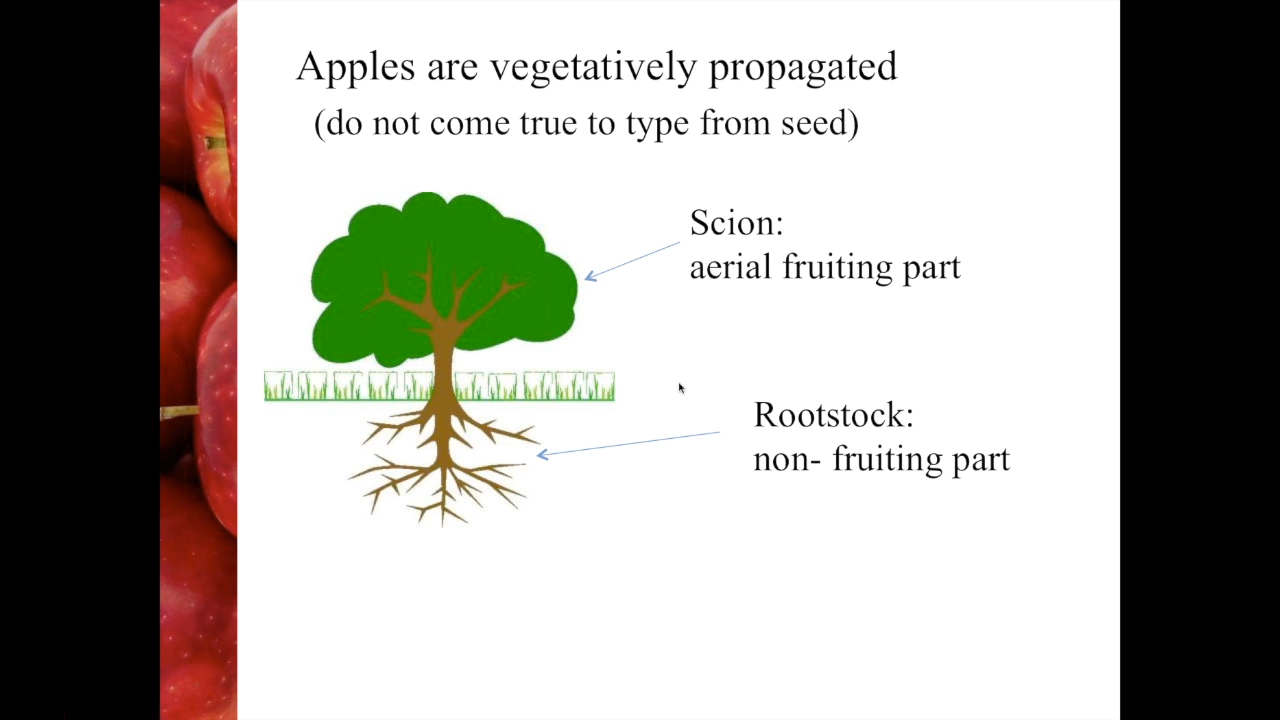 Apples are vegetatively propagated
(do not come true to type from seed)
Scion:
aerial fruiting part
Rootstock:
non- fruiting part